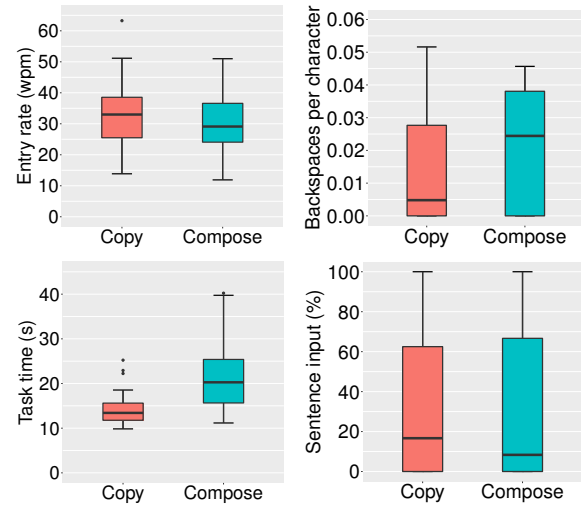 Entry rate (wpm)
60
50
40
30
20
10
0
Copy
Compose
Backspaces per character
0.06
0.05
0.04
0.03
0.02
0.01
0.00
Copy
Compose
Task time (s)
40
30
20
10
0
Copy
Compose
Sentence input (%)
100
80
60
40
20
0
Copy
Compose